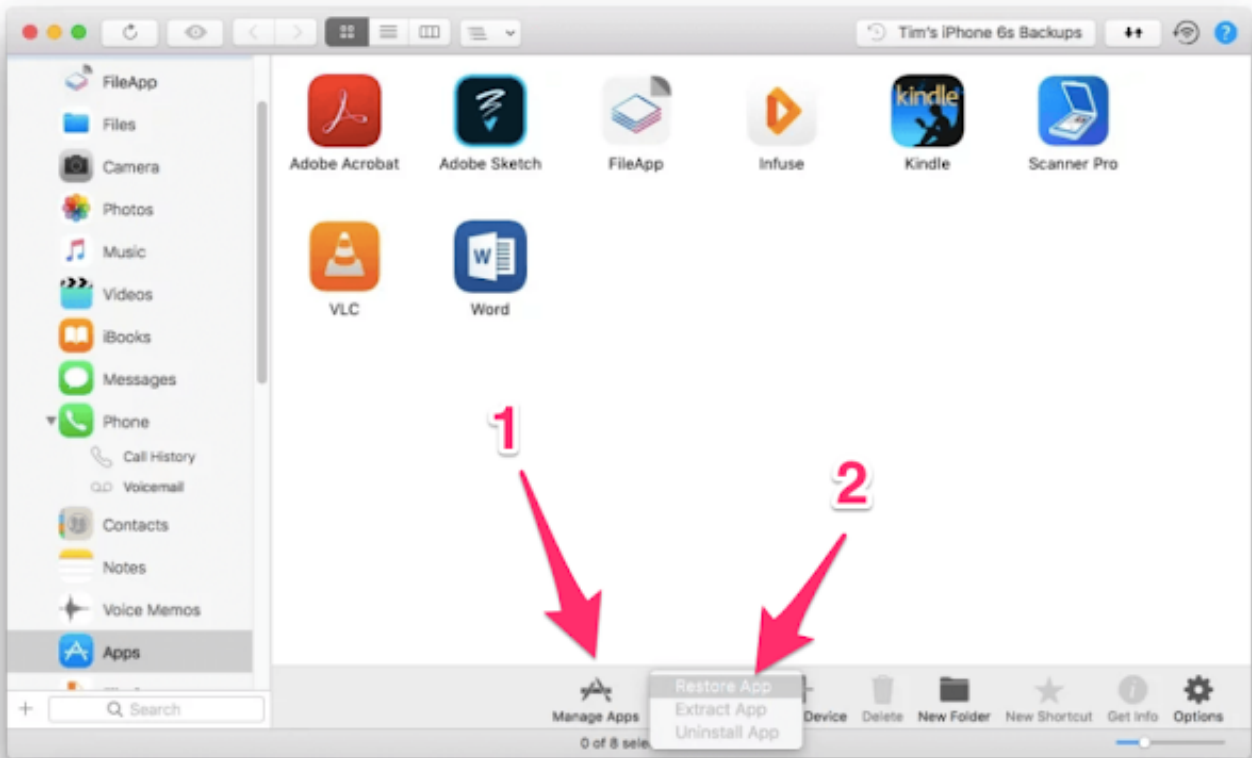 Tim's iPhone 6s Backups
?
FileApp
Files
Camera
Photos
Music
Videos
iBooks
Messages
Phone
Call History
Voicemail
Contacts
Notes
Voice Memos
Apps
Search
kindle
Adobe Acrobat
Adobe Sketch
FileApp
Infuse
Kindle
Scanner Pro
W
VLC
Word
1
2
Manage Apps
Restore App
Extract App
Uninstall App
Device
Delete
New Folder
New Shortcut
Get Info
Options
0 of 8 sele